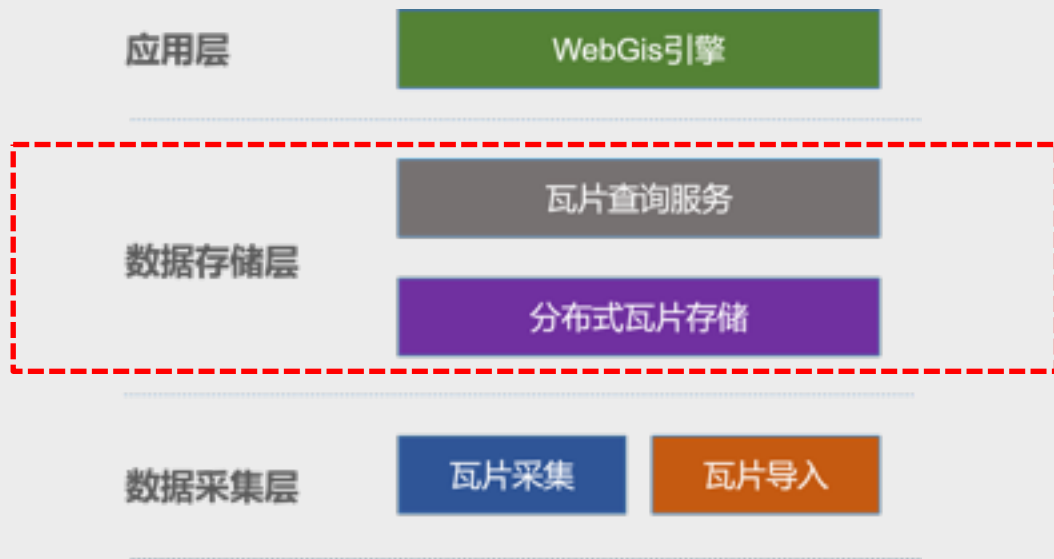 应用层
WebGis引擎
瓦片查询服务
数据存储层
分布式瓦片存储
数据采集层
瓦片采集
瓦片导入